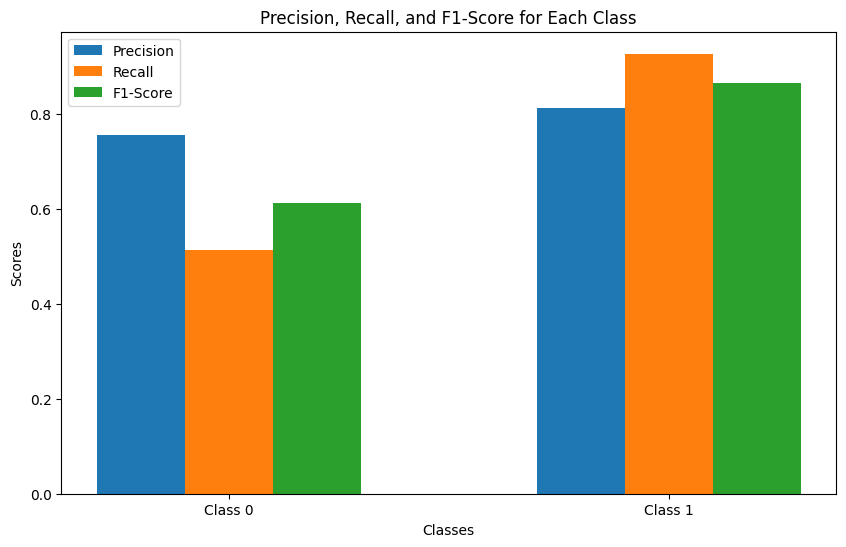 Precision, Recall, and F1-Score for Each Class
Precision
Recall
F1-Score
Scores
0.8
0.6
0.4
0.2
0.0
Class 0
Class 1
Classes